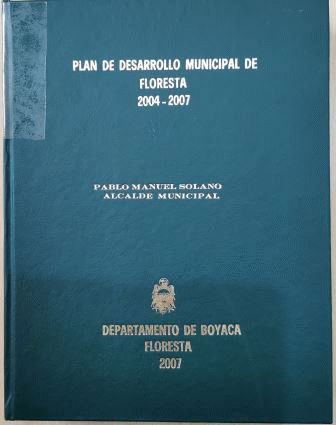 PLAN DE DESARROLLO MUNICIPAL DE
FLORESTA
2004-2007
PABLO MANUEL SOLANO
ALCALDE MUNICIPAL
DEPARTAMENTO DE BOYACA
FLORESTA
2007